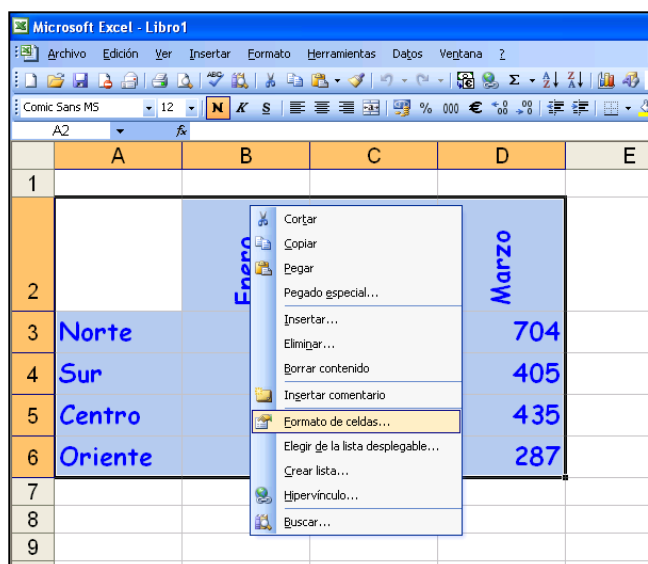 Microsoft Excel - Libro1
Archivo Edición Ver Insertar Formato Herramientas Datos Ventana ?
Comic Sans MS 12 N K S % 000 €
A2 fx
A B C D E
1
Enero Marzo
2
3 Norte 704
4 Sur 405
5 Centro 435
6 Oriente 287
7
8
9
Cortar
Copiar
Pegar
Pegado especial...
Insertar...
Eliminar...
Borrar contenido
Insertar comentario
Formato de celdas...
Elegir de la lista desplegable...
Crear lista...
Hipervínculo...
Buscar...